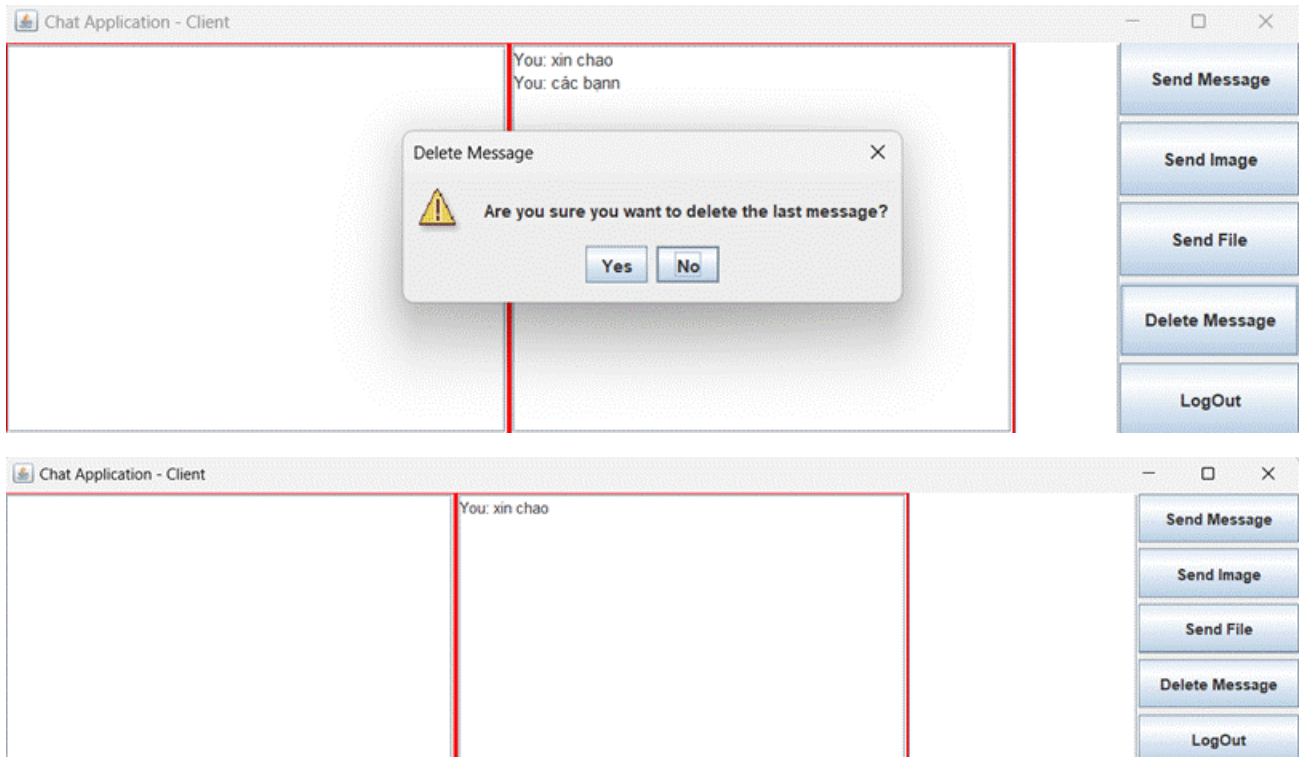 Chat Application - Client
You: xin chao
You: các bạnn
Send Message
Send Image
Send File
Delete Message
LogOut
Delete Message
Are you sure you want to delete the last message?
Yes No
Chat Application - Client
You: xin chao
Send Message
Send Image
Send File
Delete Message
LogOut